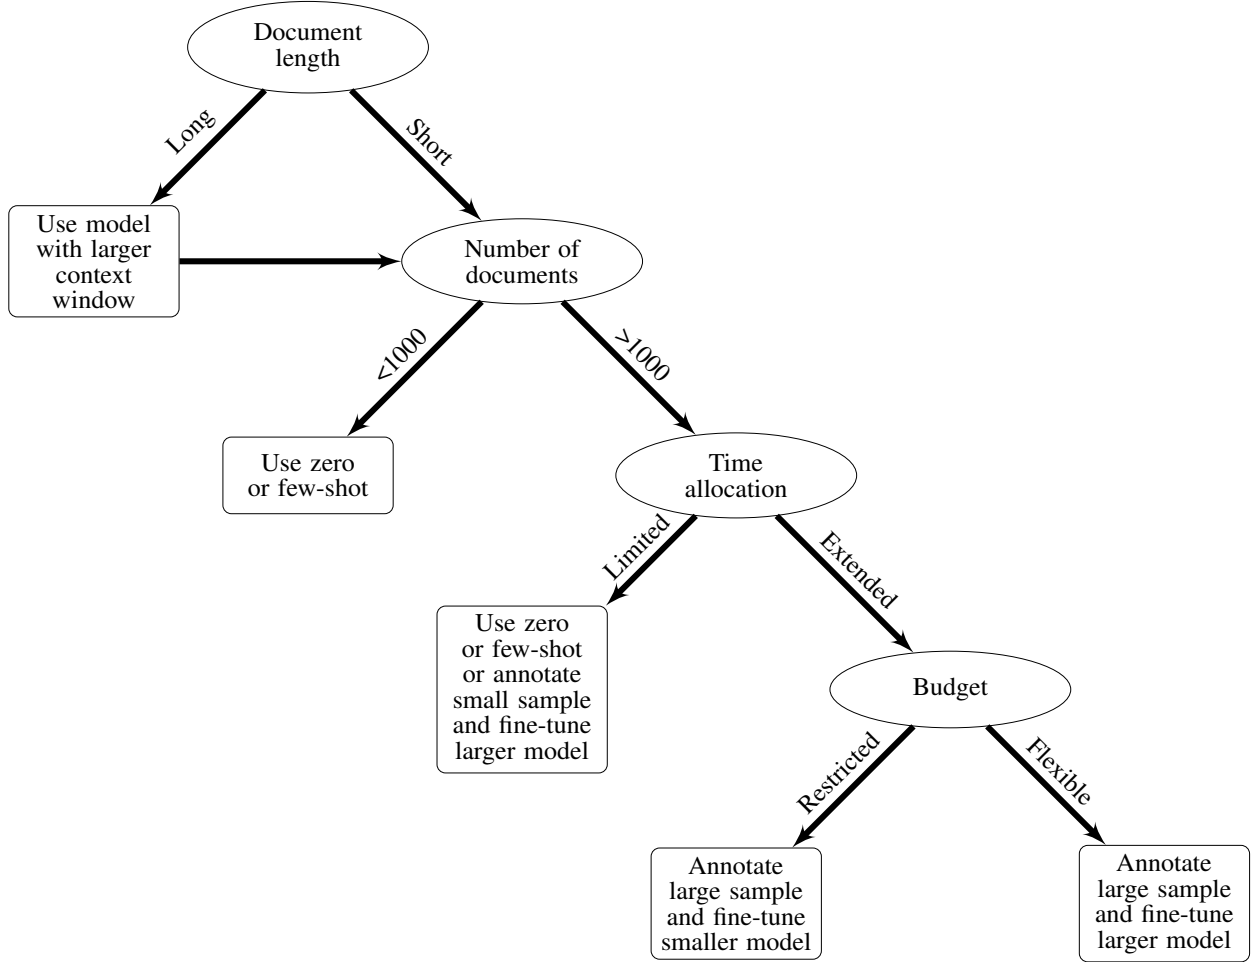 Document
length
Long
Short
Use model
with larger
context
window
Number of
documents
<1000
>1000
Use zero
or few-shot
Time
allocation
Limited
Extended
Use zero
or few-shot
or annotate
small sample
and fine-tune
larger model
Budget
Restricted
Flexible
Annotate
large sample
and fine-tune
smaller model
Annotate
large sample
and fine-tune
larger model